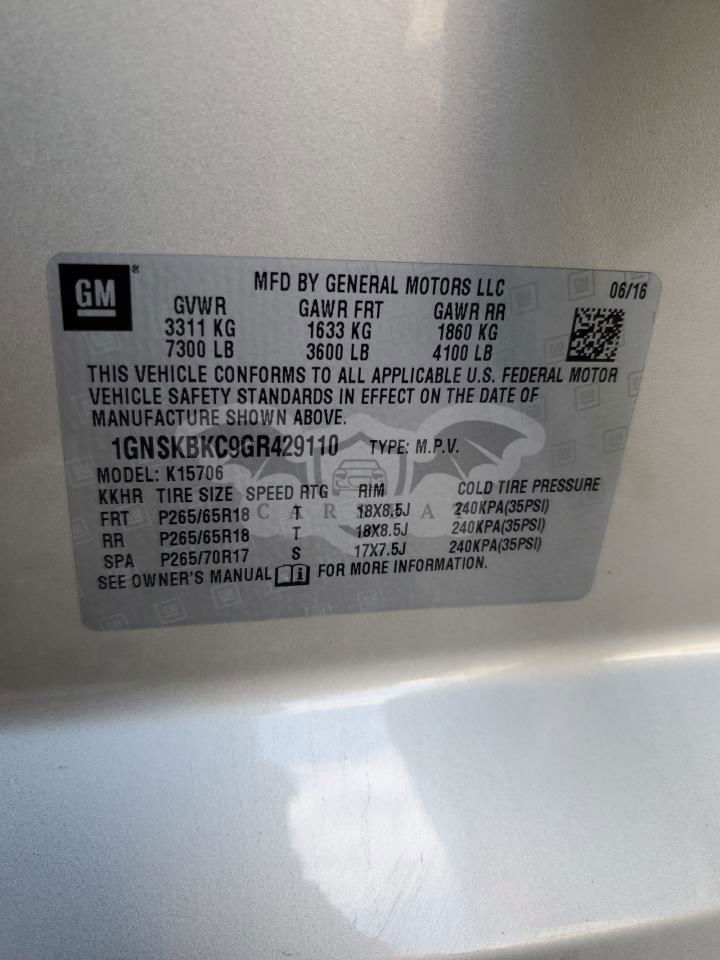 GM®
MFD BY GENERAL MOTORS LLC 06/16
GVWR GAWR FRT GAWR RR
3311 KG 1633 KG 1860 KG
7300 LB 3600 LB 4100 LB
THIS VEHICLE CONFORMS TO ALL APPLICABLE U.S. FEDERAL MOTOR
VEHICLE SAFETY STANDARDS IN EFFECT ON THE DATE OF
MANUFACTURE SHOWN ABOVE.
1GNSKBKC9GR429110 TYPE: M.P.V.
MODEL: K15706
KKHR TIRE SIZE SPEED RTG RIM COLD TIRE PRESSURE
FRT P265/65R18 T 18X8.5J 240KPA(35PSI)
RR P265/65R18 T 18X8.5J 240KPA(35PSI)
SPA P265/70R17 S 17X7.5J 240KPA(35PSI)
SEE OWNER'S MANUAL i FOR MORE INFORMATION.